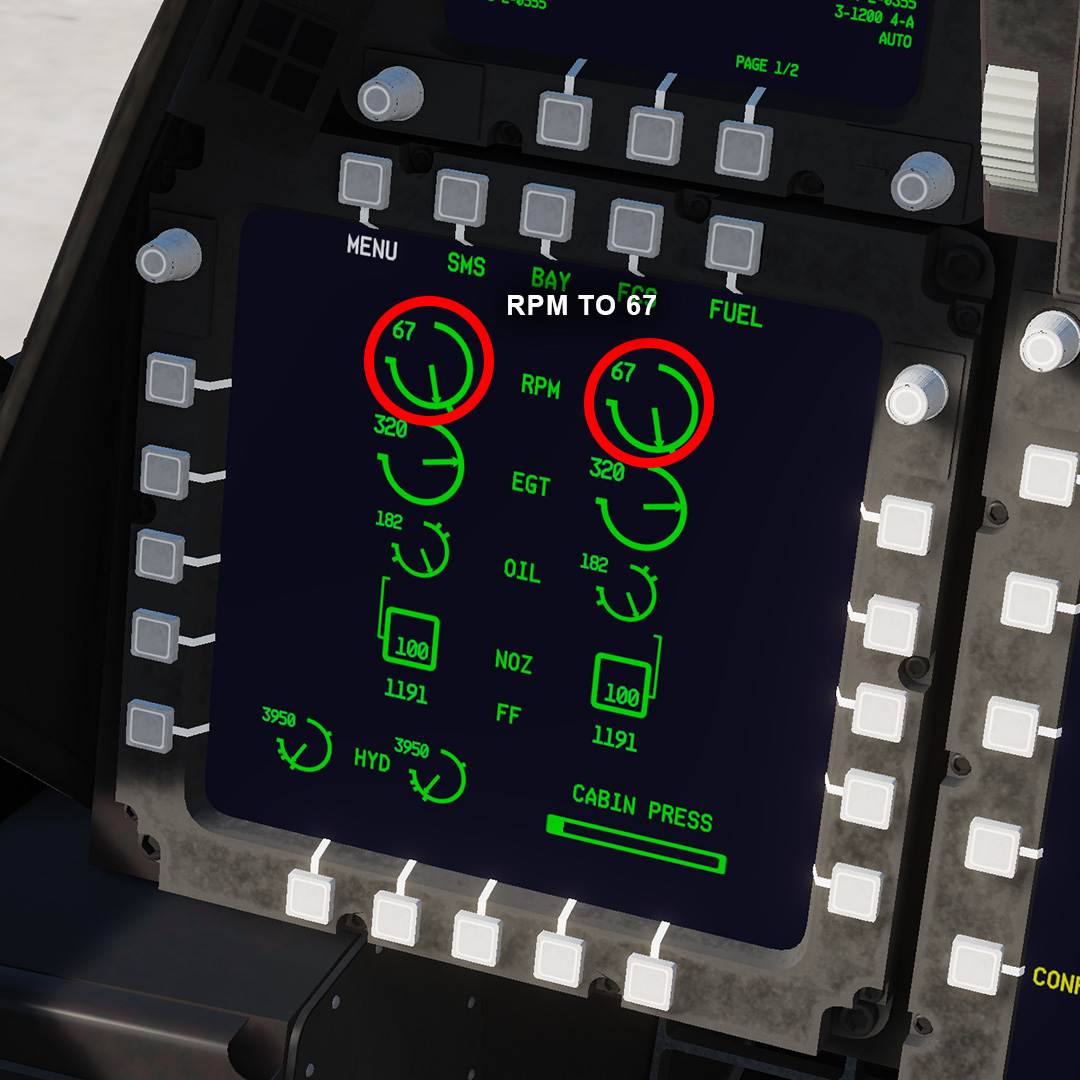 3-1200 4-A
AUTO
PAGE 1/2
MENU
SMS
BAY
FUEL
RPM TO 67
67
RPM
67
320
EGT
320
182
OIL
182
100
NOZ
100
1191
FF
1191
3950
HYD
3950
CABIN PRESS